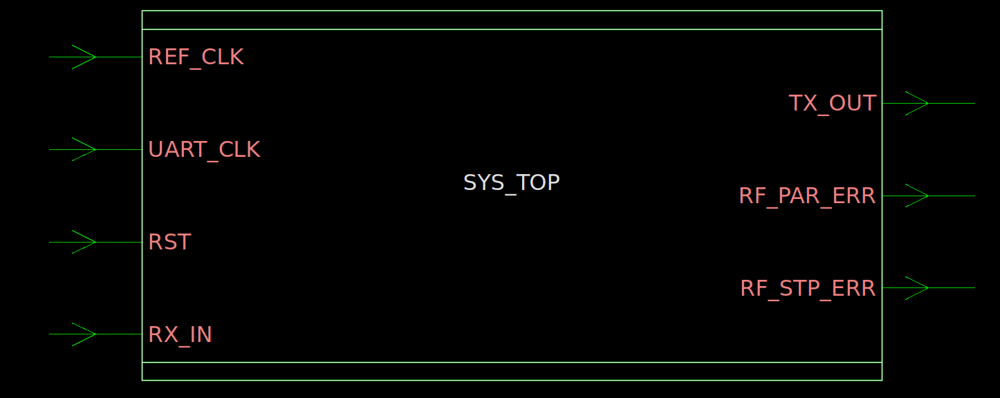 REF_CLK
UART_CLK
RST
RX_IN
SYS_TOP
TX_OUT
RF_PAR_ERR
RF_STP_ERR